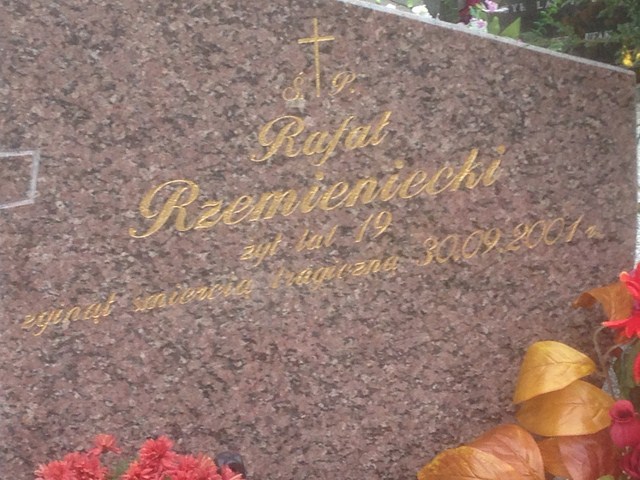 Ś. P.
Rafał
Rzemieniecki
żył lat 19
zginął śmiercią tragiczną 30.09.2001 r.